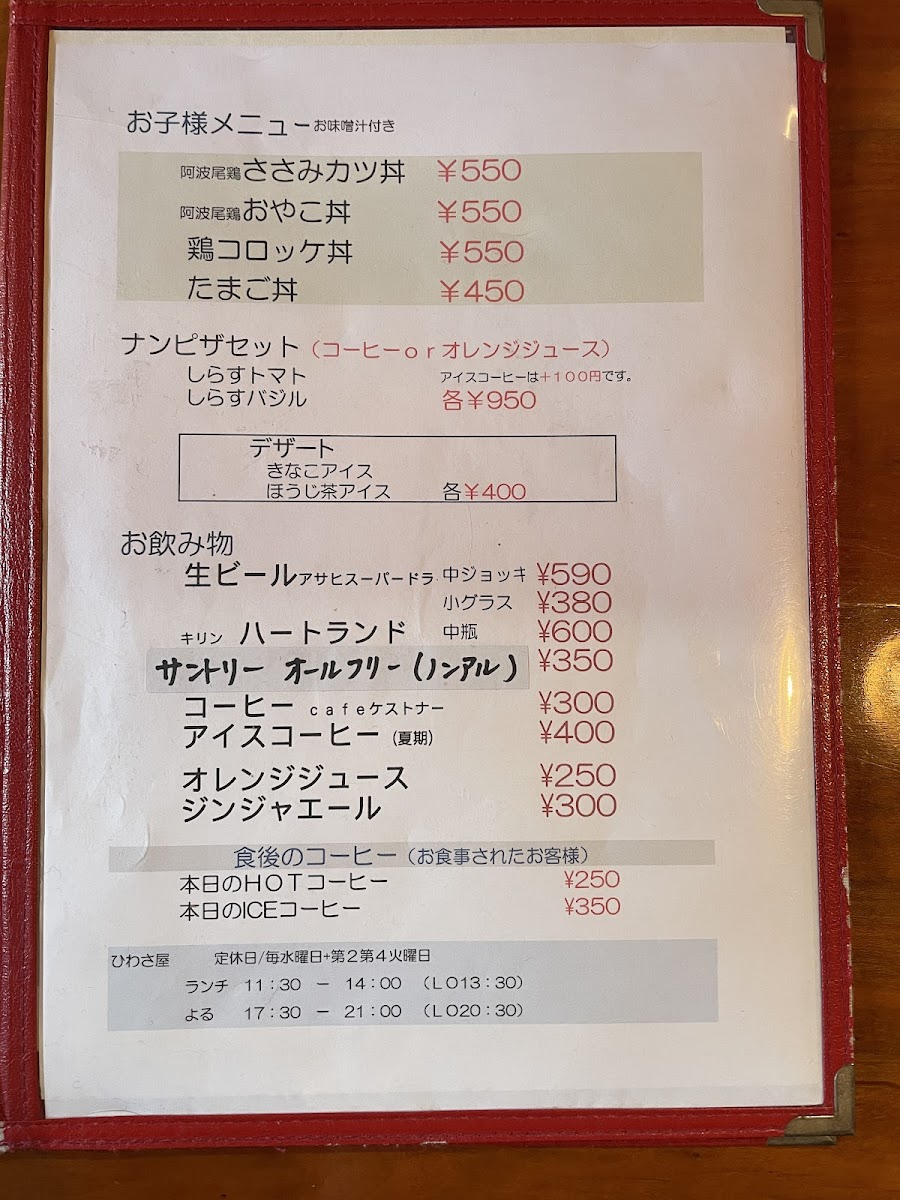 お子様メニューお味噌汁付き
阿波尾鶏ささみカツ丼 ¥550
阿波尾鶏おやこ丼 ¥550
鶏コロッケ丼 ¥550
たまご丼 ¥450
ナンピザセット（コーヒーorオレンジジュース）
しらすトマト アイスコーヒーは＋１００円です。
しらすバジル 各¥950
デザート
きなこアイス
ほうじ茶アイス 各¥400
お飲み物
生ビールアサヒスーパードラ 中ジョッキ ¥590
小グラス ¥380
キリン ハートランド 中瓶 ¥600
サントリー オールフリー(ノンアル) ¥350
コーヒー cafeケストナー ¥300
アイスコーヒー (夏期) ¥400
オレンジジュース ¥250
ジンジャエール ¥300
食後のコーヒー（お食事されたお客様）
本日のＨＯＴコーヒー ¥250
本日のICEコーヒー ¥350
ひわさ屋 定休日/毎水曜日+第２第４火曜日
ランチ 11：30 － 14：00 （ＬＯ13：30）
よる 17：30 － 21：00 （ＬＯ20：30）